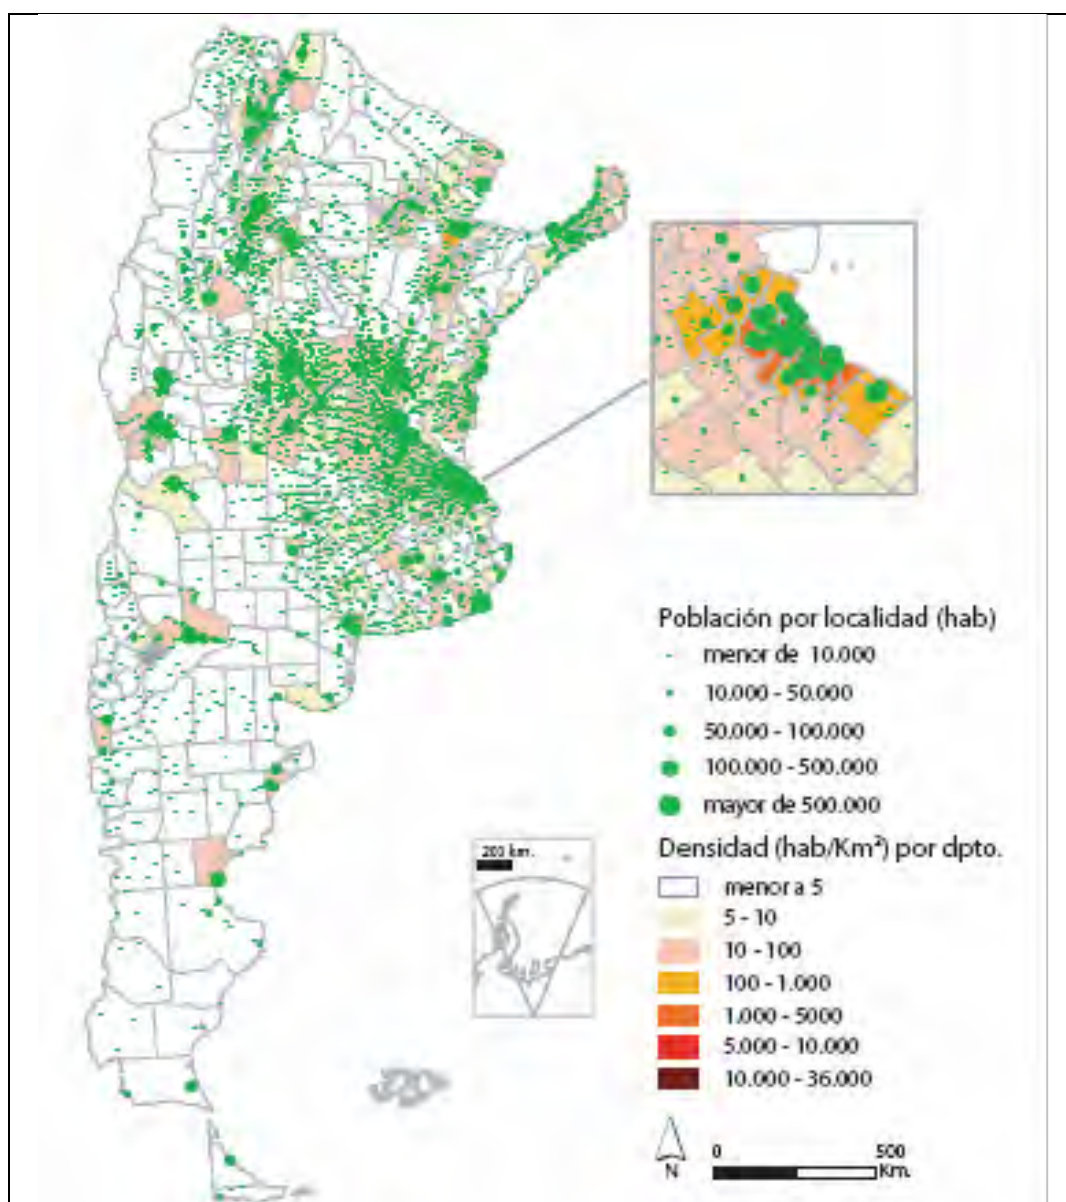 Población por localidad (hab)
menor de 10.000
10.000 - 50.000
50.000 - 100.000
100.000 - 500.000
mayor de 500.000
200 km.
Densidad (hab/Km²) por dpto.
menor a 5
5 - 10
10 - 100
100 - 1.000
1.000 - 5000
5.000 - 10.000
10.000 - 36.000
0 500
N Km.